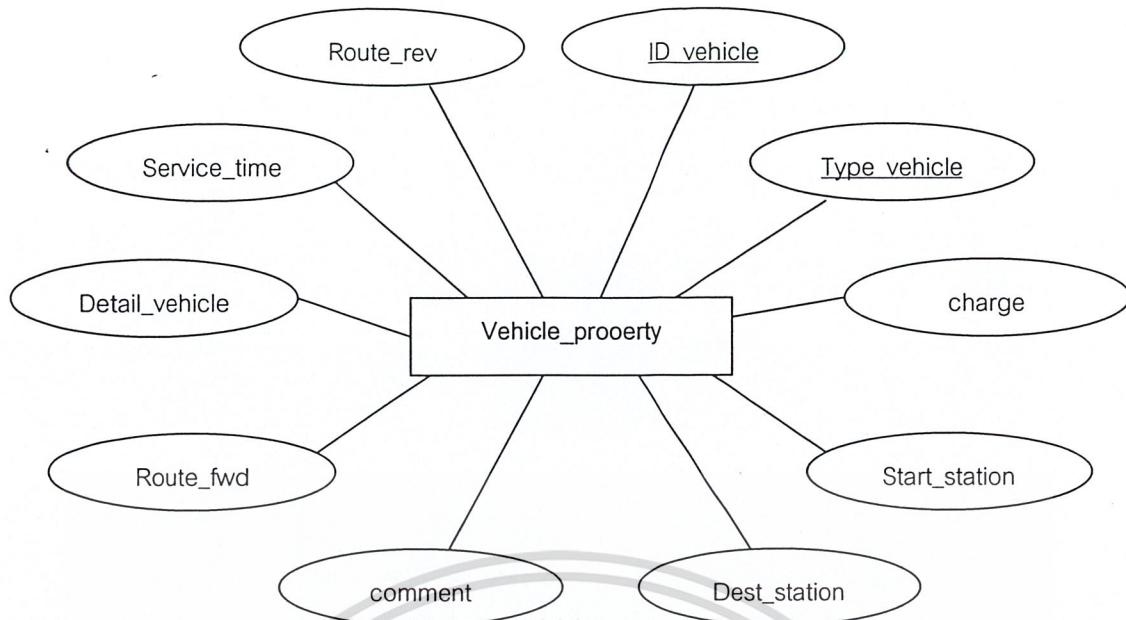 Route_rev
ID_vehicle
Service_time
Type_vehicle
Detail_vehicle
charge
Vehicle_prooerty
Route_fwd
Start_station
comment
Dest_station